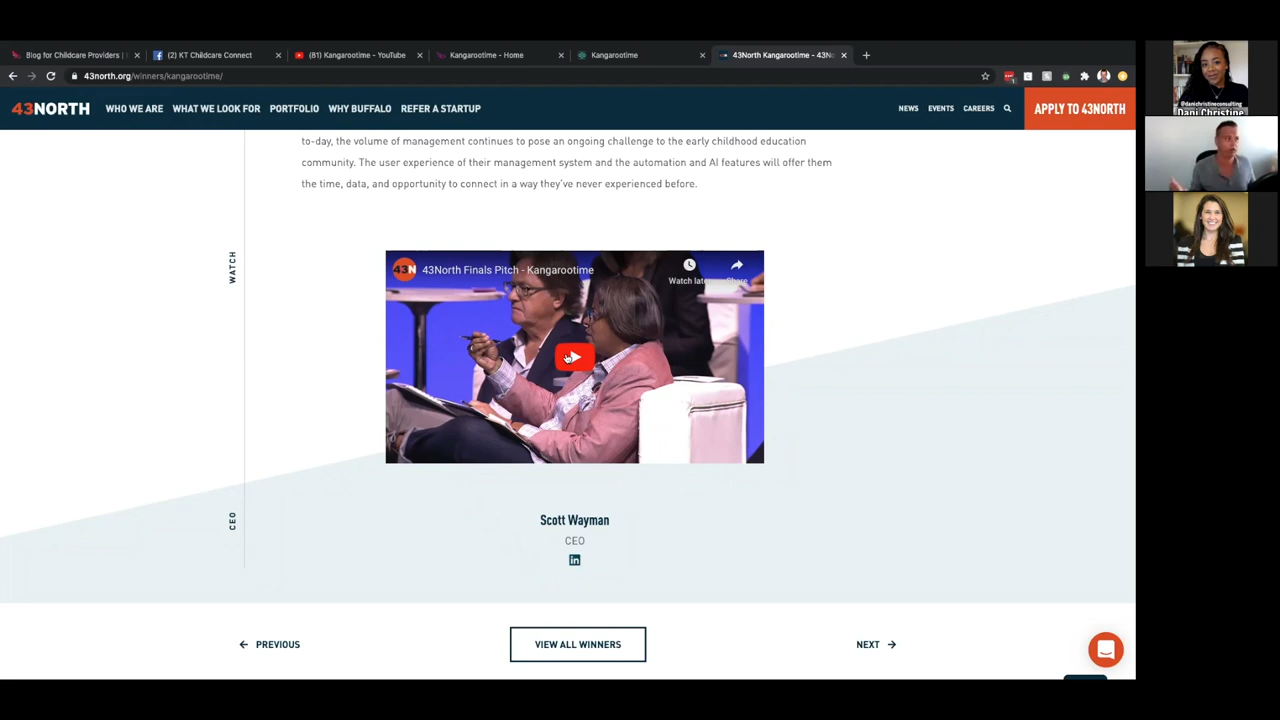 Blog for Childcare Providers |
(2) KT Childcare Connect
(81) Kangarootime - YouTube
Kangarootime - Home
Kangarootime
43North Kangarootime - 43N
43north.org/winners/kangarootime/
43NORTH
WHO WE ARE
WHAT WE LOOK FOR
PORTFOLIO
WHY BUFFALO
REFER A STARTUP
NEWS
EVENTS
CAREERS
APPLY TO 43NORTH
to-day, the volume of management continues to pose an ongoing challenge to the early childhood education
community. The user experience of their management system and the automation and AI features will offer them
the time, data, and opportunity to connect in a way they've never experienced before.
WATCH
43N
43North Finals Pitch - Kangarootime
Watch later
Share
CEO
Scott Wayman
CEO
in
PREVIOUS
VIEW ALL WINNERS
NEXT
@danichristineconsulting
Dani Christine